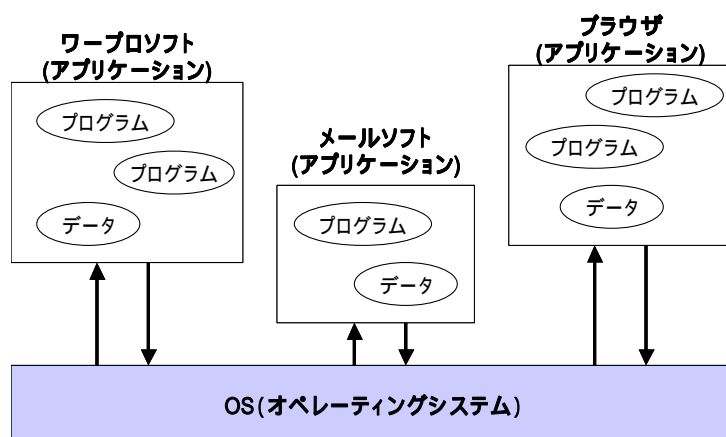 ワープロソフト
(アプリケーション)
プログラム
プログラム
データ
メールソフト
(アプリケーション)
プログラム
データ
ブラウザ
(アプリケーション)
プログラム
プログラム
データ
OS(オペレーティングシステム)